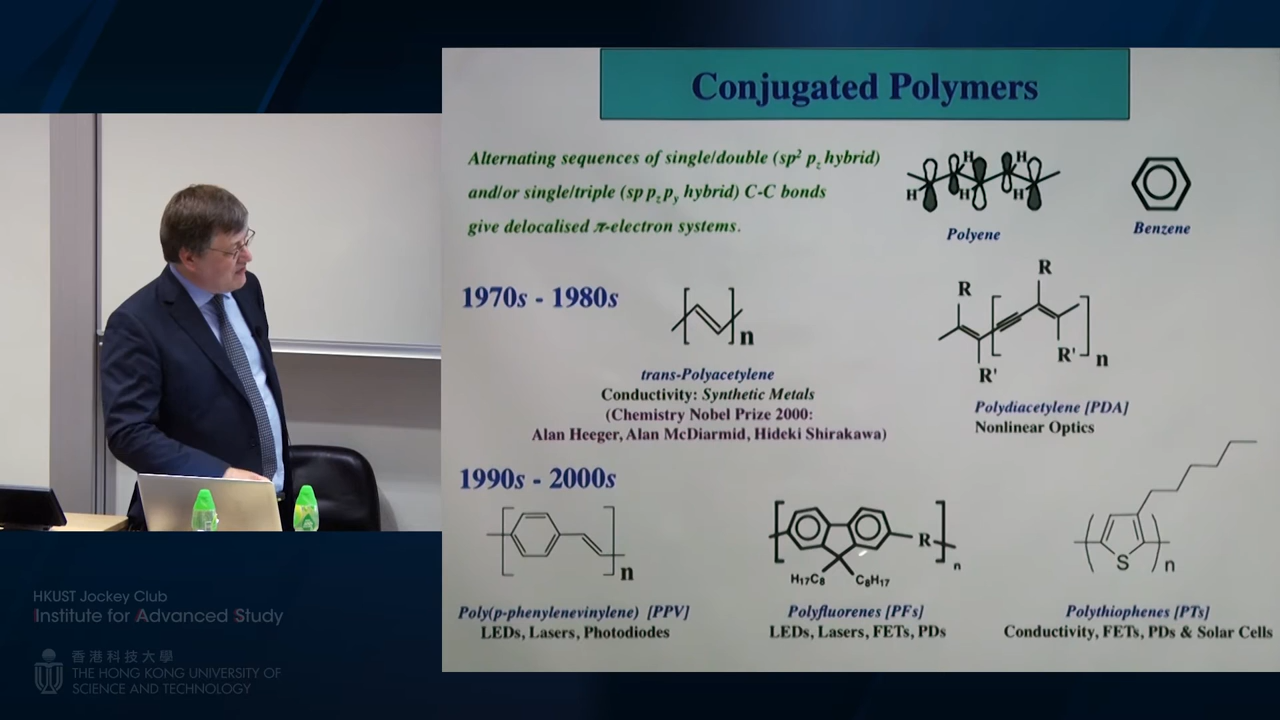 Conjugated Polymers
Alternating sequences of single/double (sp² p_z hybrid)
and/or single/triple (sp p_z p_y hybrid) C-C bonds
give delocalised π-electron systems.
H H H H H
Polyene
Benzene
1970s - 1980s
n
trans-Polyacetylene
Conductivity: Synthetic Metals
(Chemistry Nobel Prize 2000:
Alan Heeger, Alan McDiarmid, Hideki Shirakawa)
R
R
R'
R'
n
Polydiacetylene [PDA]
Nonlinear Optics
1990s - 2000s
n
Poly(p-phenylenevinylene) [PPV]
LEDs, Lasers, Photodiodes
R
n
H₁₇C₈
C₈H₁₇
Polyfluorenes [PFs]
LEDs, Lasers, FETs, PDs
S
n
Polythiophenes [PTs]
Conductivity, FETs, PDs & Solar Cells
HKUST Jockey Club
Institute for Advanced Study
香港科技大學
THE HONG KONG UNIVERSITY OF
SCIENCE AND TECHNOLOGY